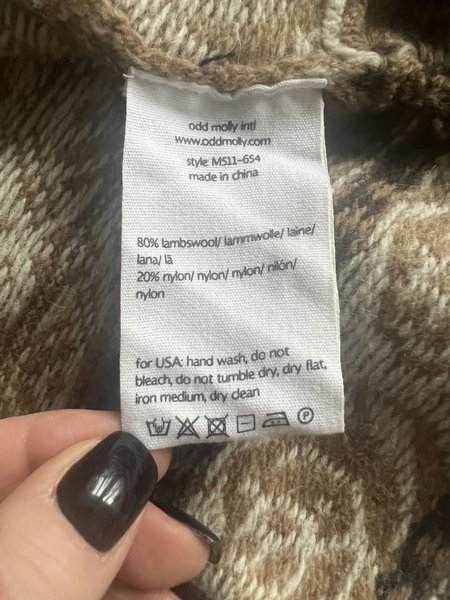 odd molly intl
www.oddmolly.com
style: M511-654
made in china
80% lambswool/ lammwolle/ laine/
lana/ lã
20% nylon/ nylon/ nylon/ nilón/
nylon
for USA: hand wash, do not
bleach, do not tumble dry, dry flat,
iron medium, dry clean
P